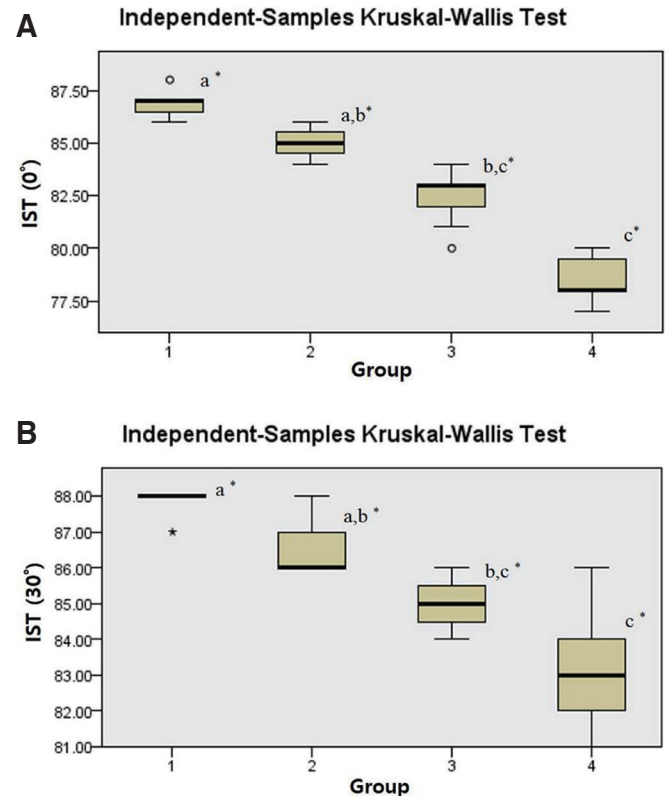 A
Independent-Samples Kruskal-Wallis Test
87.50
85.00
82.50
80.00
77.50
IST (0°)
a *
a,b*
b,c*
c*
1 2 3 4
Group
B
Independent-Samples Kruskal-Wallis Test
88.00
87.00
86.00
85.00
84.00
83.00
82.00
81.00
IST (30°)
a *
a,b *
b,c *
c *
*
1 2 3 4
Group